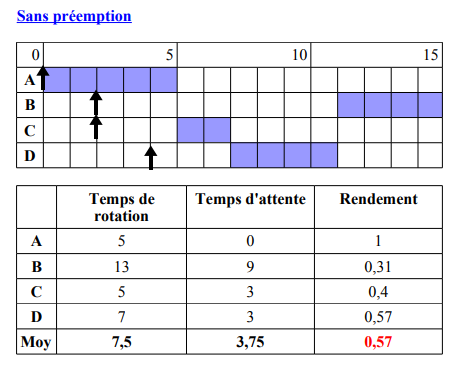 Sans préemption
0 5 10 15
A
B
C
D
Temps de rotation Temps d'attente Rendement
A 5 0 1
B 13 9 0,31
C 5 3 0,4
D 7 3 0,57
Moy 7,5 3,75 0,57